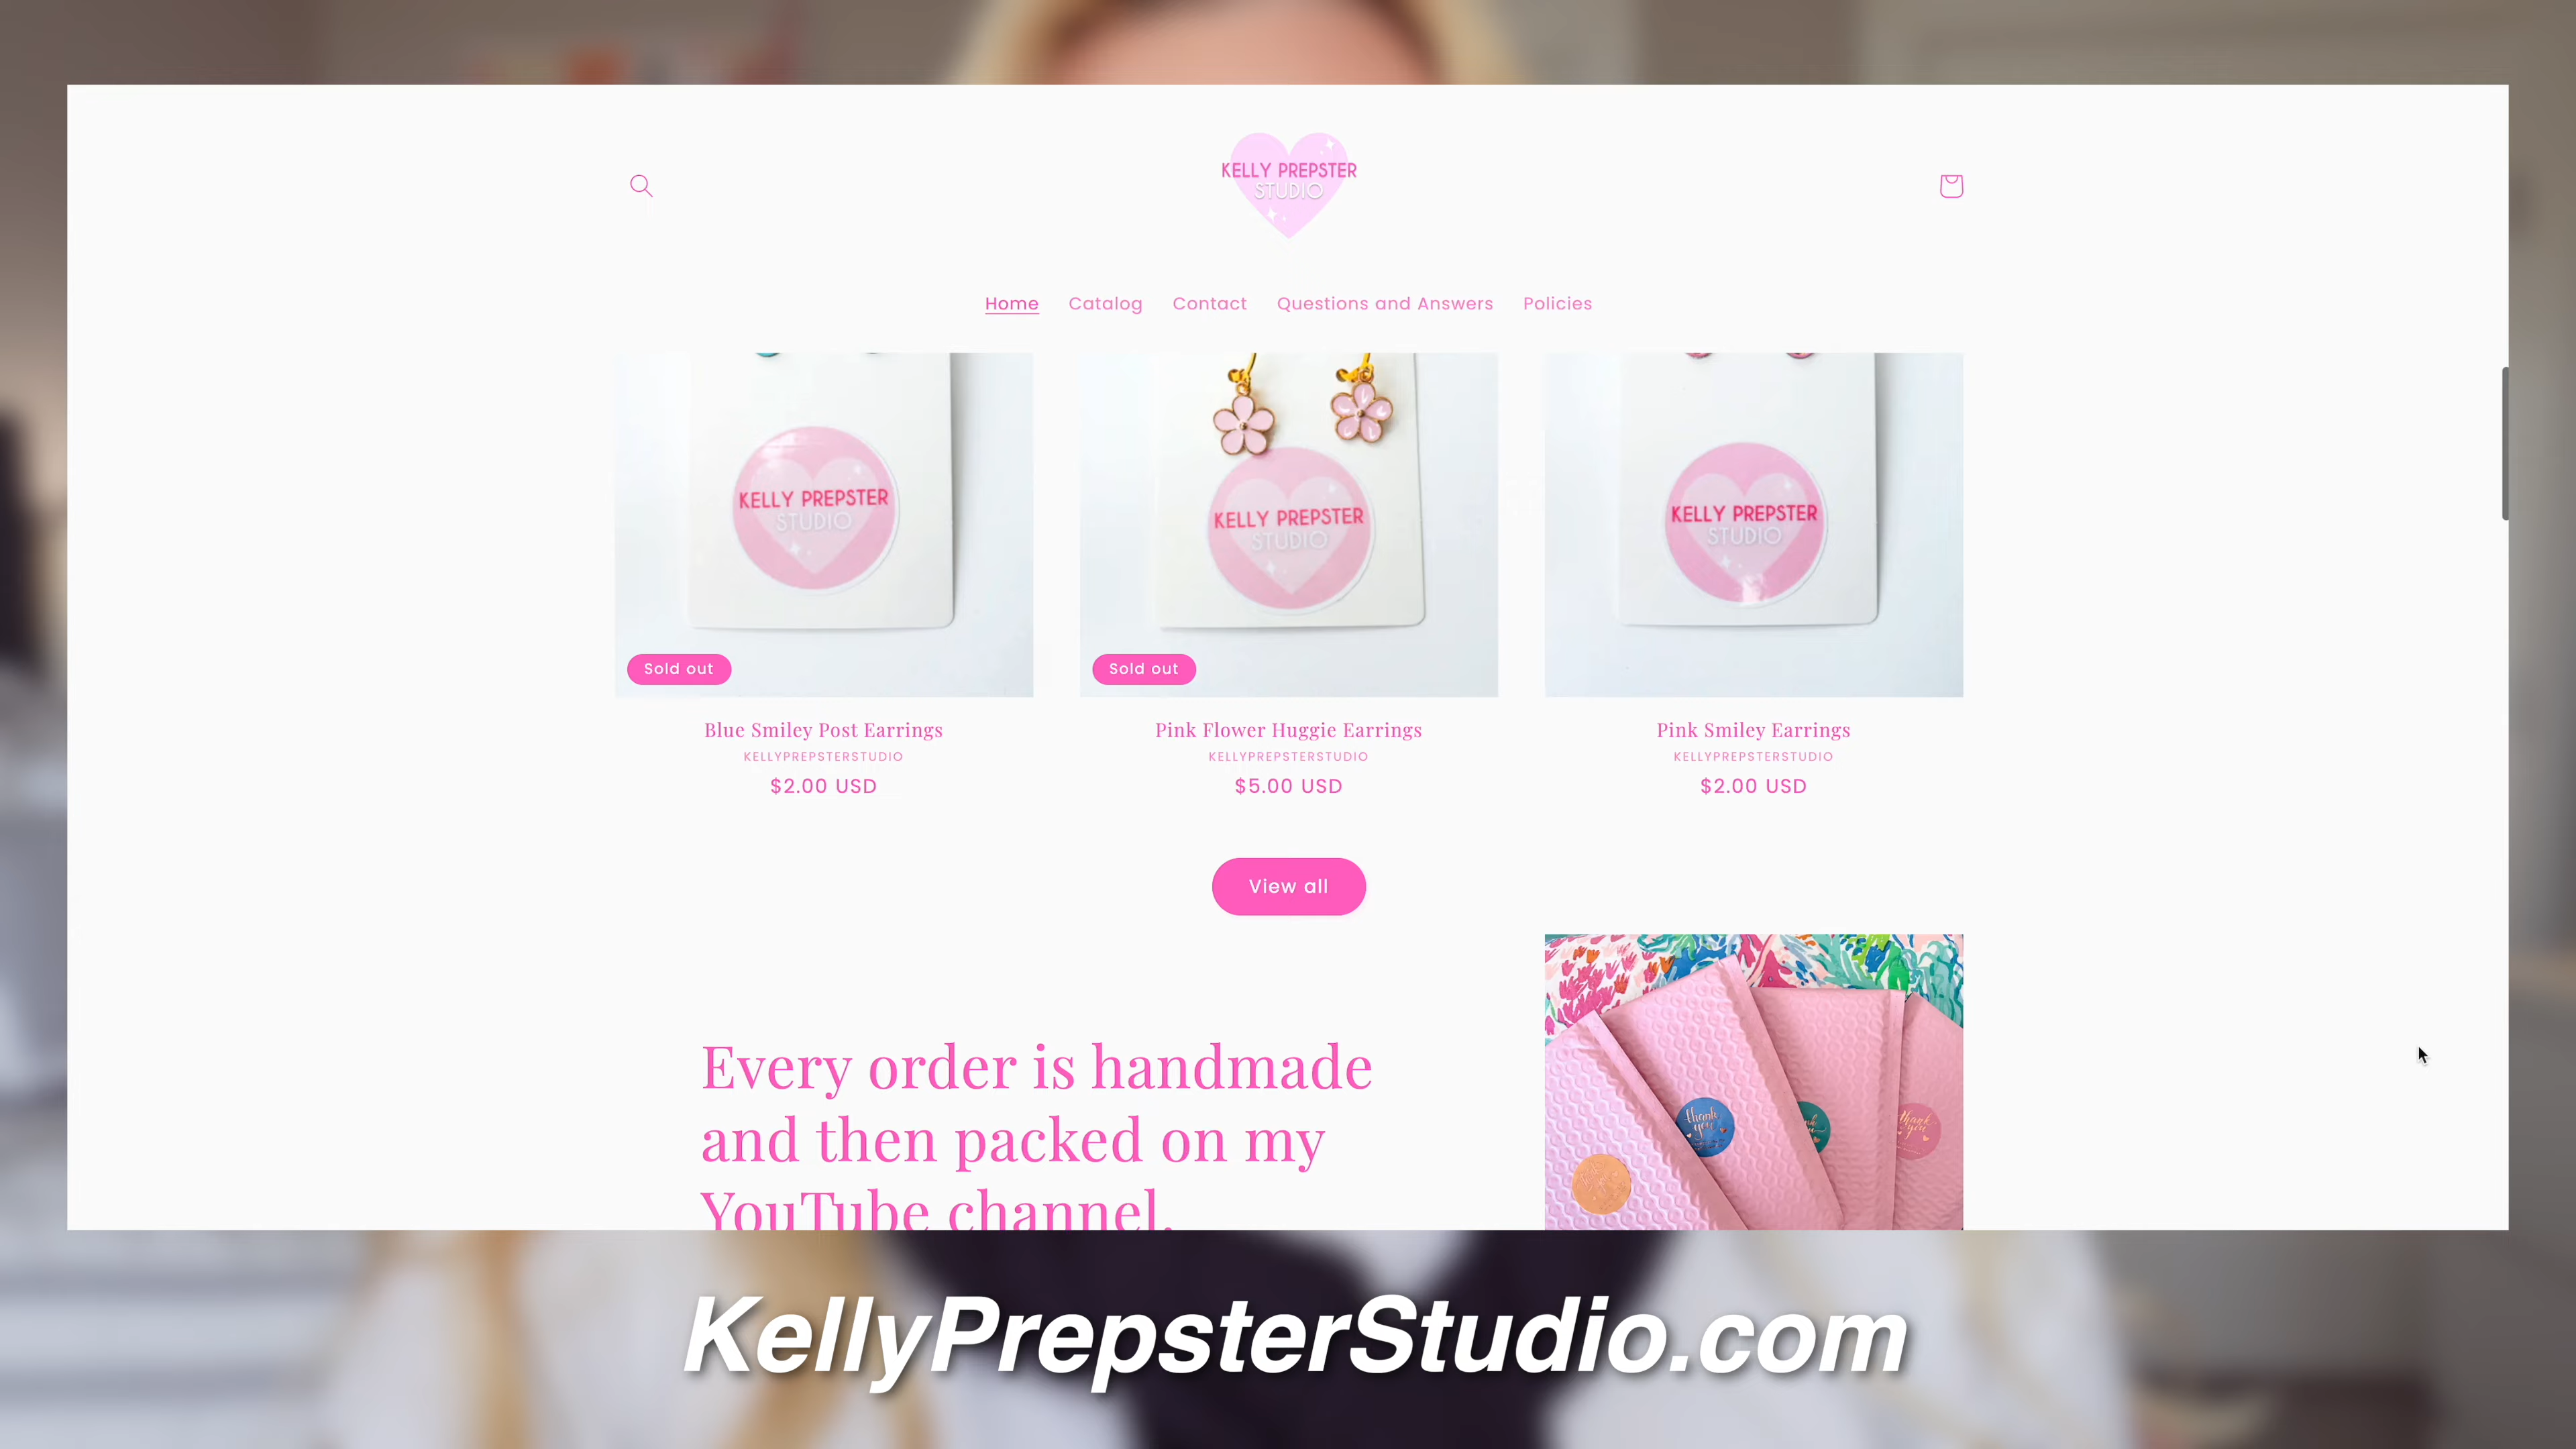 KELLY PREPSTER
STUDIO
Home Catalog Contact Questions and Answers Policies
KELLY PREPSTER
STUDIO
KELLY PREPSTER
STUDIO
KELLY PREPSTER
STUDIO
Sold out
Sold out
Blue Smiley Post Earrings
KELLYPREPSTERSTUDIO
$2.00 USD
Pink Flower Huggie Earrings
KELLYPREPSTERSTUDIO
$5.00 USD
Pink Smiley Earrings
KELLYPREPSTERSTUDIO
$2.00 USD
View all
Every order is handmade
and then packed on my
YouTube channel.
thank
you
thank
y
KellyPrepsterStudio.com